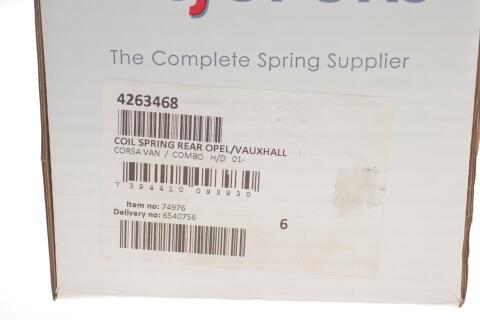 The Complete Spring Supplier
4263468
COIL SPRING REAR OPEL/VAUXHALL
CORSA VAN / COMBO H/D 01-
7 394410 093930
Item no: 74976
Delivery no: 6540756
6